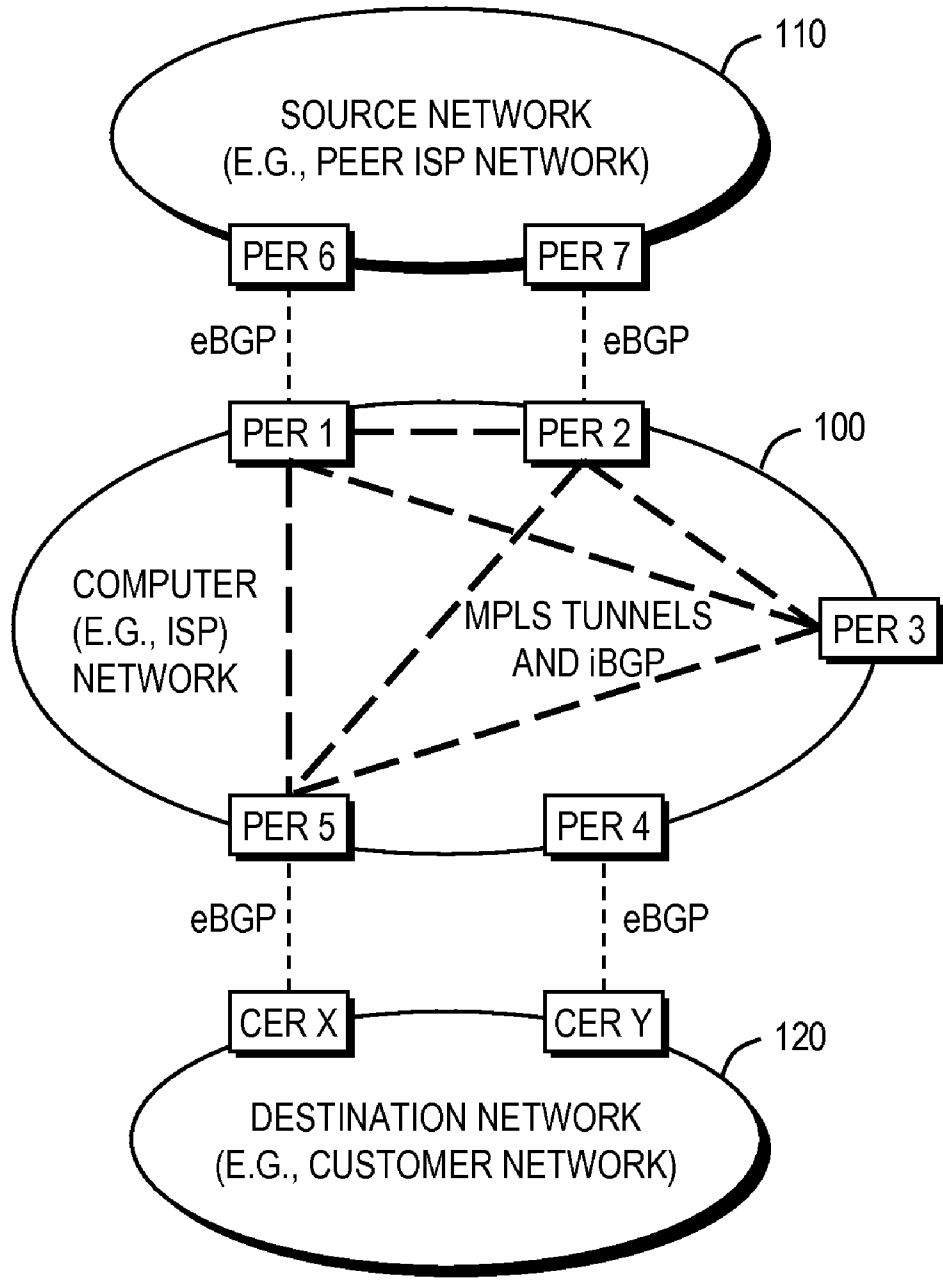 110
SOURCE NETWORK
(E.G., PEER ISP NETWORK)
PER 6
PER 7
eBGP
eBGP
PER 1
PER 2
100
COMPUTER
(E.G., ISP)
NETWORK
MPLS TUNNELS
AND iBGP
PER 3
PER 5
PER 4
eBGP
eBGP
CER X
CER Y
120
DESTINATION NETWORK
(E.G., CUSTOMER NETWORK)